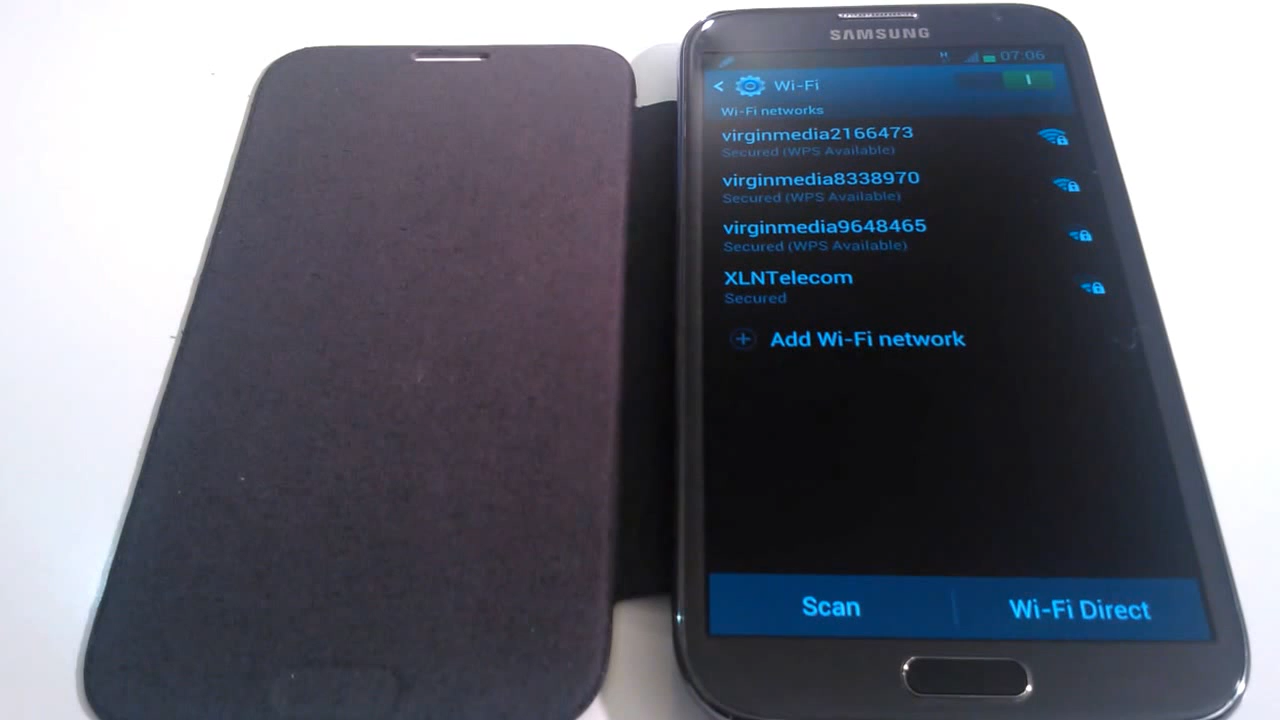 SAMSUNG
H 07:06
< Wi-Fi
Wi-Fi networks
virginmedia2166473
Secured (WPS Available)
virginmedia8338970
Secured (WPS Available)
virginmedia9648465
Secured (WPS Available)
XLNTelecom
Secured
+ Add Wi-Fi network
Scan Wi-Fi Direct